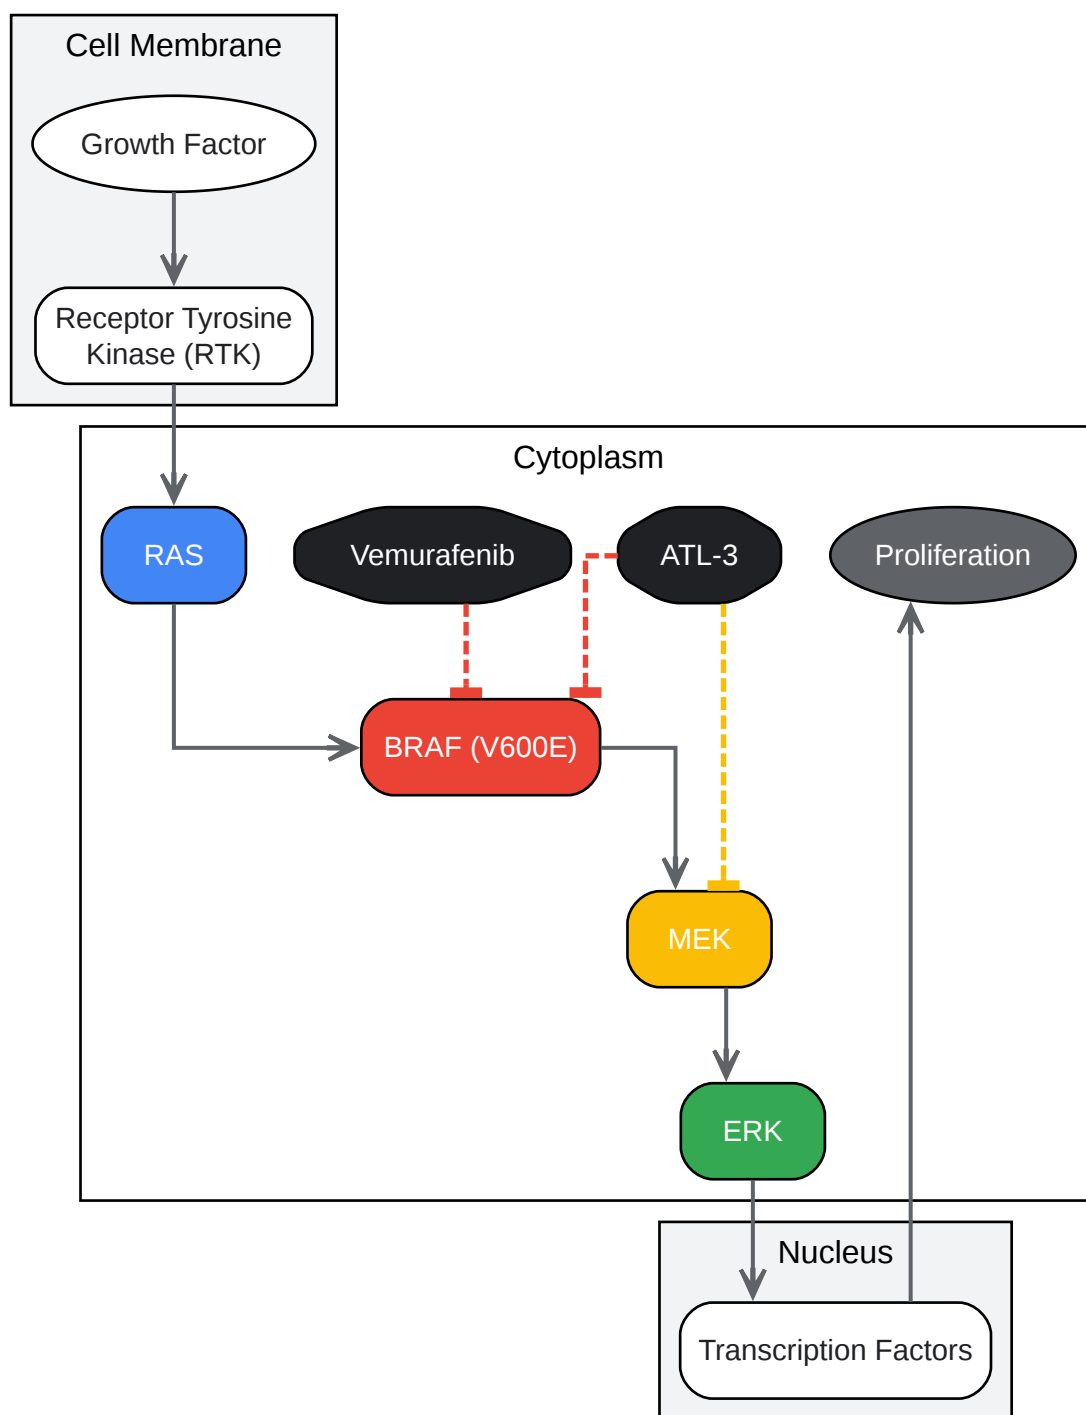 Cell Membrane
Growth Factor
Receptor Tyrosine
Kinase (RTK)
Cytoplasm
RAS
Vemurafenib
ATL-3
Proliferation
BRAF (V600E)
MEK
ERK
Nucleus
Transcription Factors